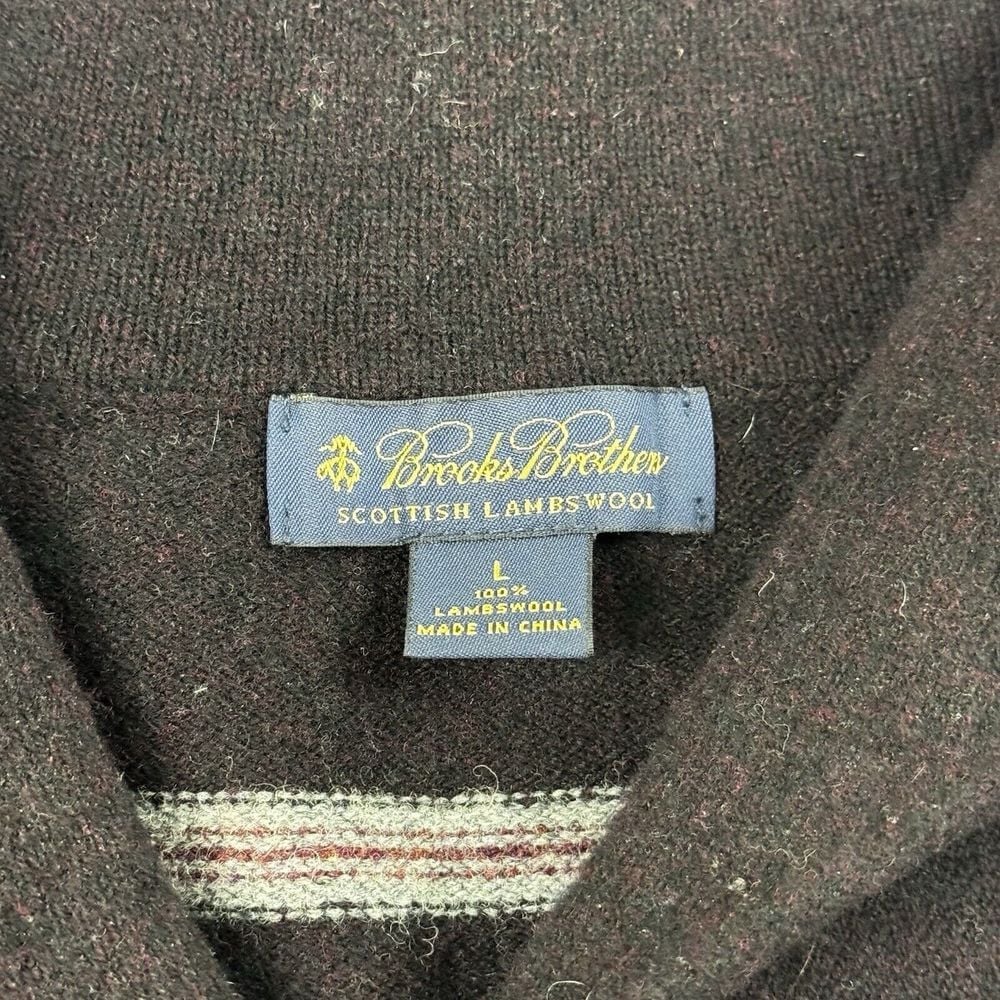 Brooks Brothers
SCOTTISH LAMBSWOOL
L
100%
LAMBSWOOL
MADE IN CHINA